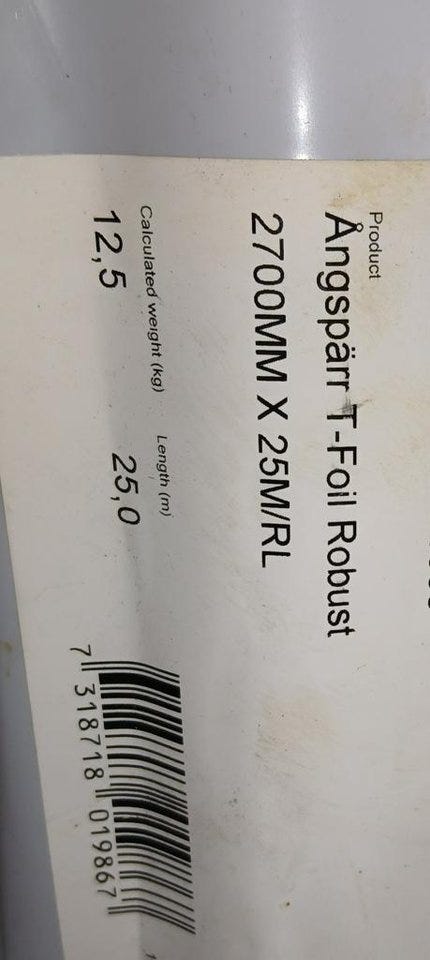 Product
Ångspärr T-Foil Robust
2700MM X 25M/RL
Calculated weight (kg) Length (m)
12,5 25,0
7 318718 019867